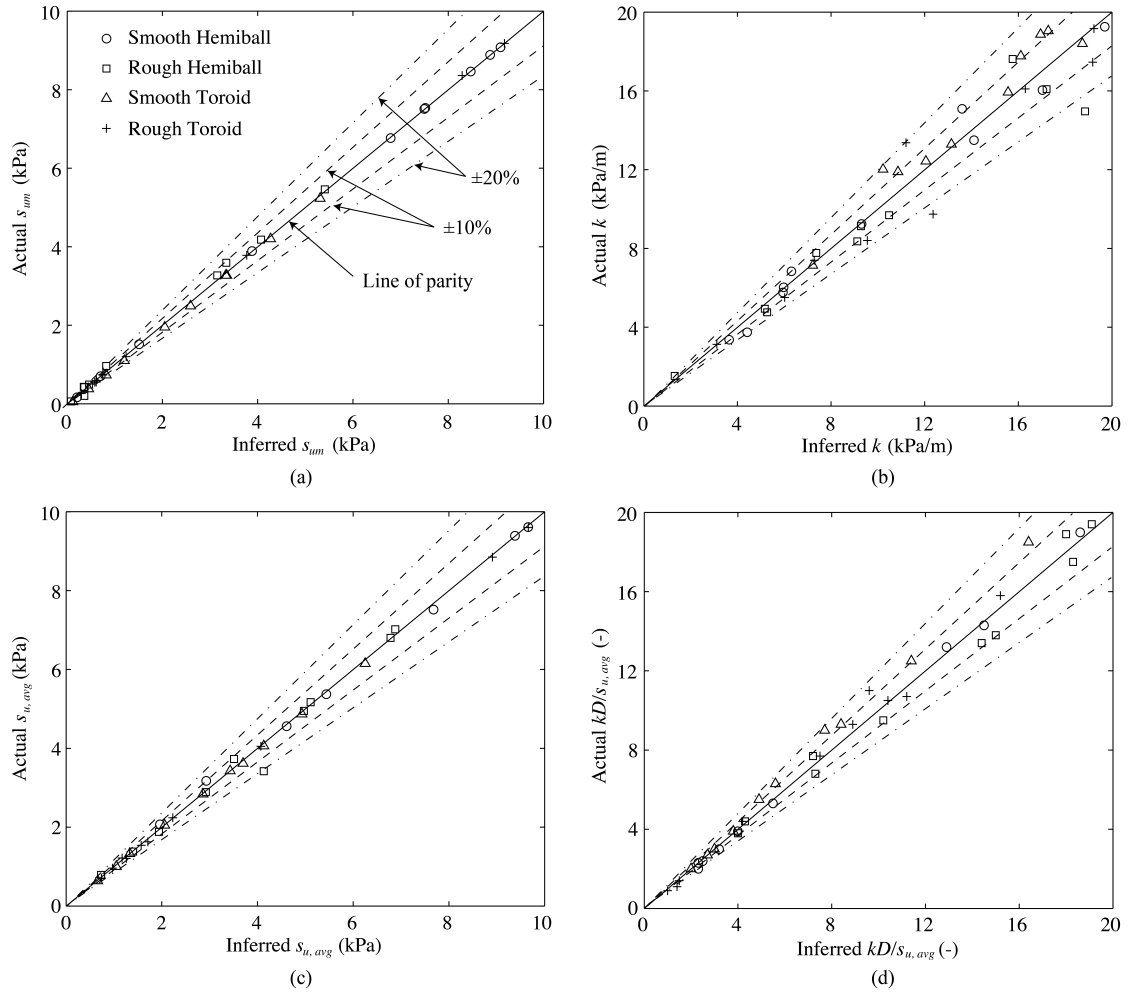 10
8
6
4
2
0
Actual s_um (kPa)
Smooth Hemiball
Rough Hemiball
Smooth Toroid
Rough Toroid
±20%
±10%
Line of parity
0 2 4 6 8 10
Inferred s_um (kPa)
(a)
20
16
12
8
4
0
Actual k (kPa/m)
0 4 8 12 16 20
Inferred k (kPa/m)
(b)
10
8
6
4
2
0
Actual s_u, avg (kPa)
0 2 4 6 8 10
Inferred s_u, avg (kPa)
(c)
20
16
12
8
4
0
Actual kD/s_u, avg (-)
0 4 8 12 16 20
Inferred kD/s_u, avg (-)
(d)